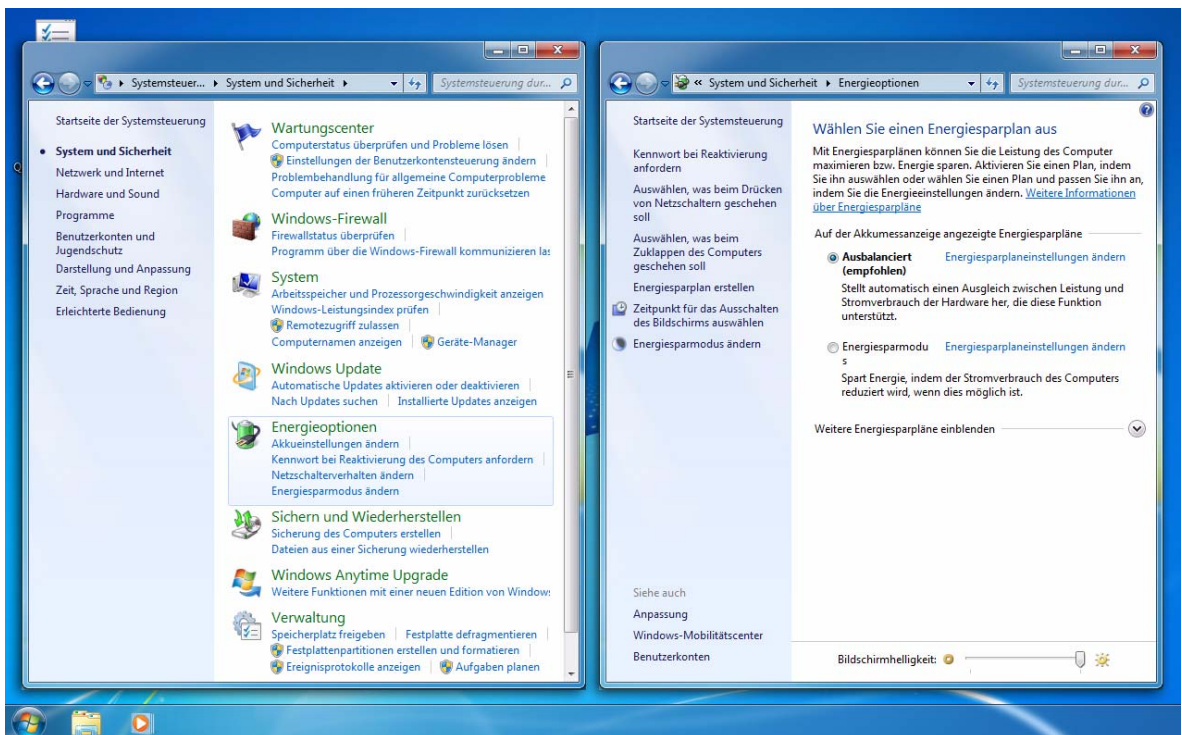 Systemsteuer... System und Sicherheit
Systemsteuerung dur...
Startseite der Systemsteuerung
System und Sicherheit
Netzwerk und Internet
Hardware und Sound
Programme
Benutzerkonten und
Jugendschutz
Darstellung und Anpassung
Zeit, Sprache und Region
Erleichterte Bedienung
Wartungscenter
Computerstatus überprüfen und Probleme lösen
Einstellungen der Benutzerkontensteuerung ändern
Problembehandlung für allgemeine Computerprobleme
Computer auf einen früheren Zeitpunkt zurücksetzen
Windows-Firewall
Firewallstatus überprüfen
Programm über die Windows-Firewall kommunizieren las
System
Arbeitsspeicher und Prozessorgeschwindigkeit anzeigen
Windows-Leistungsindex prüfen
Remotezugriff zulassen
Computernamen anzeigen Geräte-Manager
Windows Update
Automatische Updates aktivieren oder deaktivieren
Nach Updates suchen Installierte Updates anzeigen
Energieoptionen
Akkueinstellungen ändern
Kennwort bei Reaktivierung des Computers anfordern
Netzschalterverhalten ändern
Energiesparmodus ändern
Sichern und Wiederherstellen
Sicherung des Computers erstellen
Dateien aus einer Sicherung wiederherstellen
Windows Anytime Upgrade
Weitere Funktionen mit einer neuen Edition von Windows
Verwaltung
Speicherplatz freigeben Festplatte defragmentieren
Festplattenpartitionen erstellen und formatieren
Ereignisprotokolle anzeigen Aufgaben planen
« System und Sicherheit Energieoptionen
Systemsteuerung dur...
Startseite der Systemsteuerung
Kennwort bei Reaktivierung
anfordern
Auswählen, was beim Drücken
von Netzschaltern geschehen
soll
Auswählen, was beim
Zuklappen des Computers
geschehen soll
Energiesparplan erstellen
Zeitpunkt für das Ausschalten
des Bildschirms auswählen
Energiesparmodus ändern
Siehe auch
Anpassung
Windows-Mobilitätscenter
Benutzerkonten
Wählen Sie einen Energiesparplan aus
Mit Energiesparplänen können Sie die Leistung des Computer
maximieren bzw. Energie sparen. Aktivieren Sie einen Plan, indem
Sie ihn auswählen oder wählen Sie einen Plan und passen Sie ihn an,
indem Sie die Energieeinstellungen ändern. Weitere Informationen
über Energiesparpläne
Auf der Akkumessanzeige angezeigte Energiesparpläne
Ausbalanciert Energiesparplaneinstellungen ändern
(empfohlen)
Stellt automatisch einen Ausgleich zwischen Leistung und
Stromverbrauch der Hardware her, die diese Funktion
unterstützt.
Energiesparmodu Energiesparplaneinstellungen ändern
s
Spart Energie, indem der Stromverbrauch des Computers
reduziert wird, wenn dies möglich ist.
Weitere Energiesparpläne einblenden
Bildschirmhelligkeit: